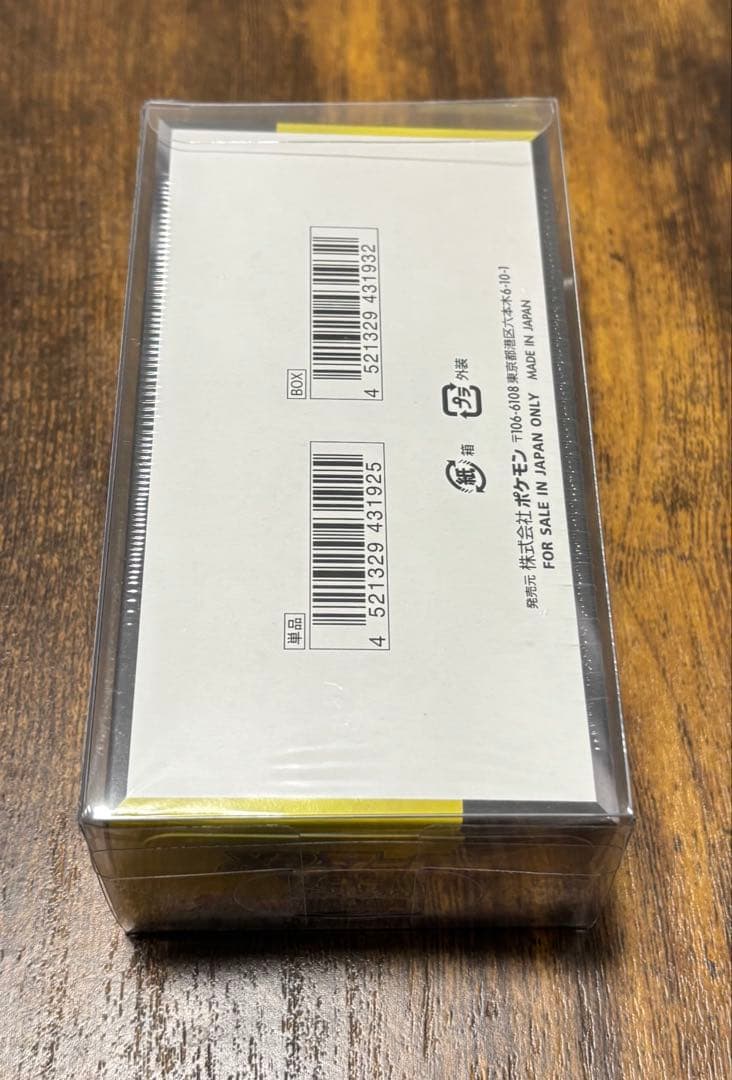 BOX
4 521329 431932
単品
4 521329 431925
紙 箱
プラ 外装
発売元 株式会社 ポケモン 〒106-6108 東京都港区六本木6-10-1
FOR SALE IN JAPAN ONLY MADE IN JAPAN